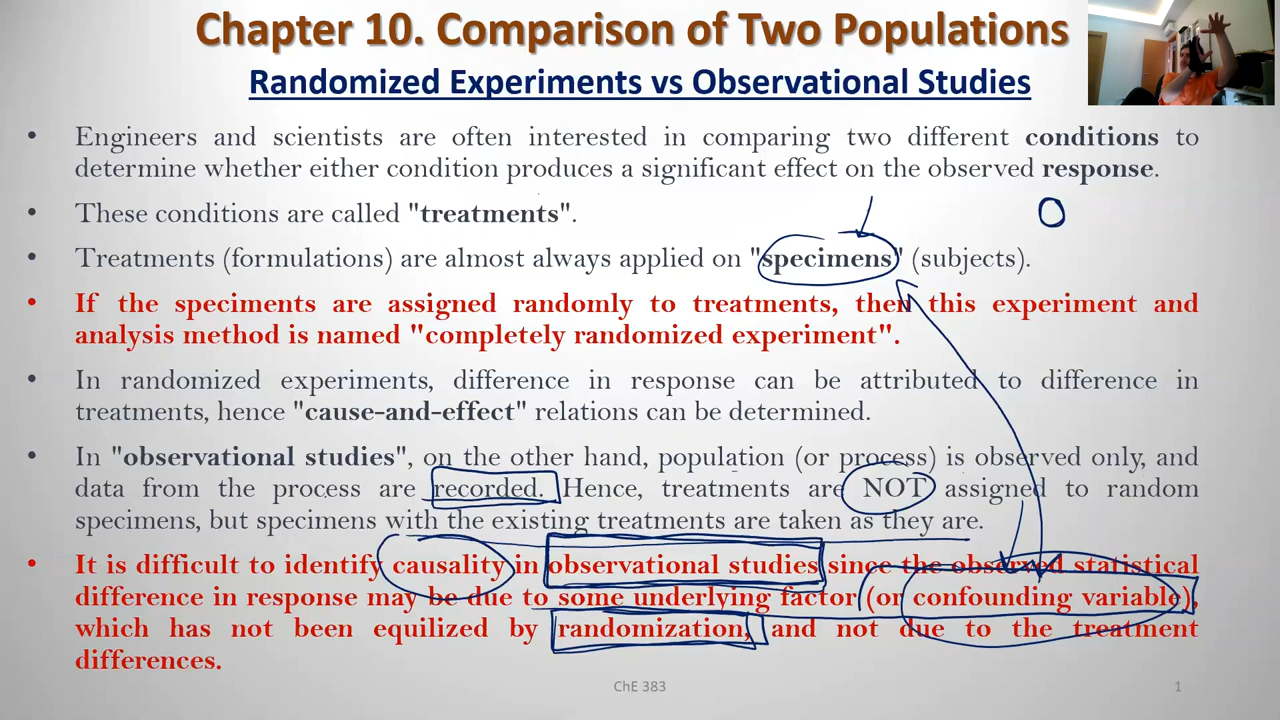 Chapter 10. Comparison of Two Populations
Randomized Experiments vs Observational Studies
• Engineers and scientists are often interested in comparing two different conditions to
determine whether either condition produces a significant effect on the observed response.
• These conditions are called "treatments".
• Treatments (formulations) are almost always applied on "specimens" (subjects).
• If the speciments are assigned randomly to treatments, then this experiment and
analysis method is named "completely randomized experiment".
• In randomized experiments, difference in response can be attributed to difference in
treatments, hence "cause-and-effect" relations can be determined.
• In "observational studies", on the other hand, population (or process) is observed only, and
data from the process are recorded. Hence, treatments are NOT assigned to random
specimens, but specimens with the existing treatments are taken as they are.
• It is difficult to identify causality in observational studies since the observed statistical
difference in response may be due to some underlying factor (or confounding variable),
which has not been equilized by randomization, and not due to the treatment
differences.
ChE 383
1